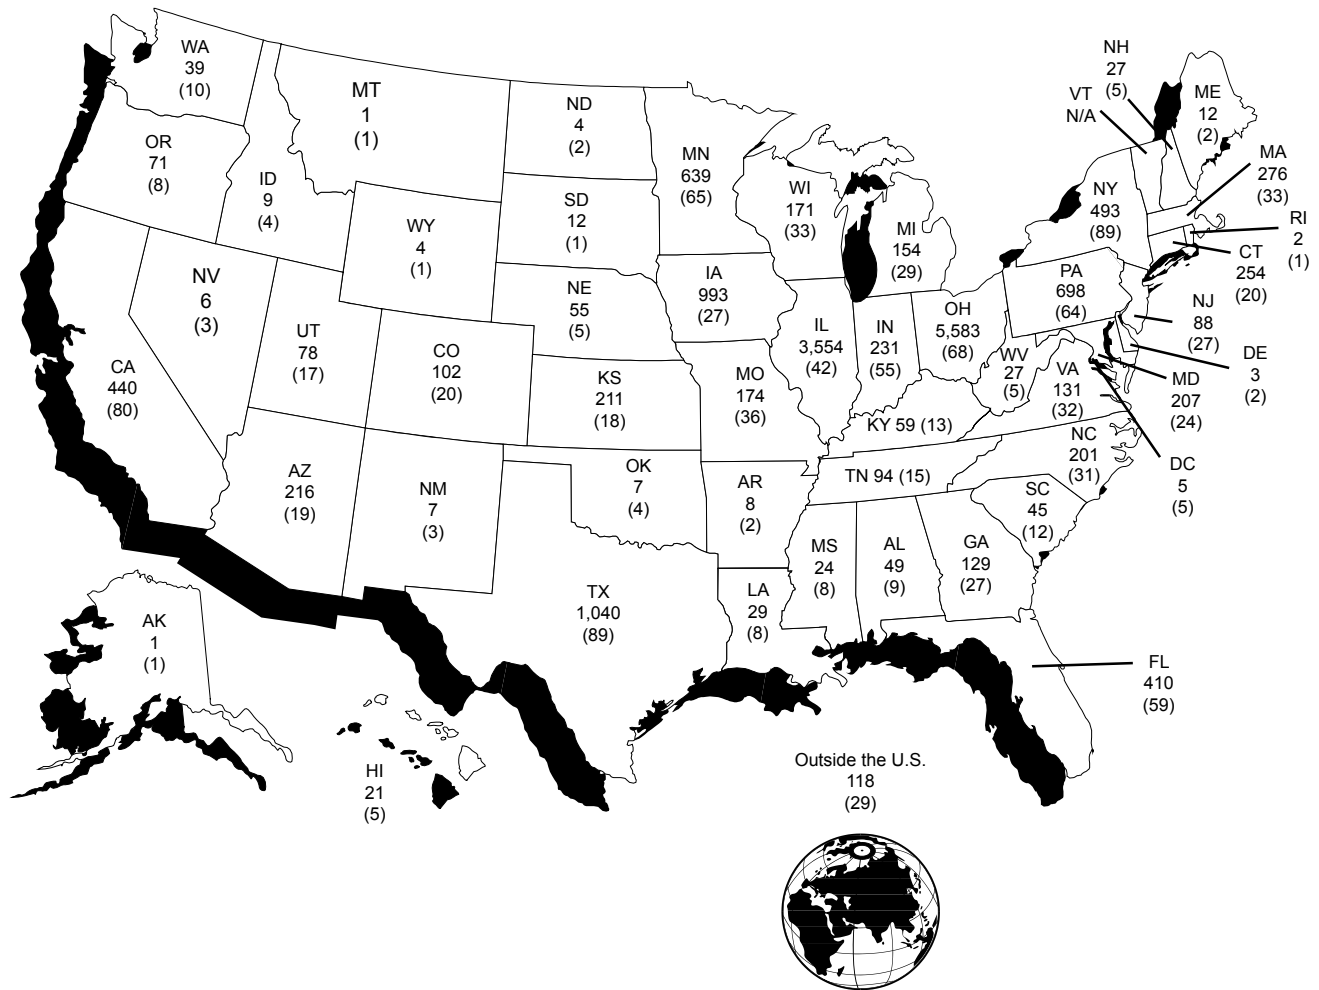 WA
39
(10)
MT
1
(1)
ND
4
(2)
MN
639
(65)
NH
27
(5)
VT
N/A
ME
12
(2)
MA
276
(33)
OR
71
(8)
ID
9
(4)
WY
4
(1)
SD
12
(1)
WI
171
(33)
MI
154
(29)
NY
493
(89)
RI
2
(1)
CT
254
(20)
NV
6
(3)
UT
78
(17)
CO
102
(20)
NE
55
(5)
IA
993
(27)
IL
3,554
(42)
IN
231
(55)
OH
5,583
(68)
PA
698
(64)
NJ
88
(27)
DE
3
(2)
MD
207
(24)
CA
440
(80)
KS
211
(18)
MO
174
(36)
WV
27
(5)
VA
131
(32)
KY 59 (13)
DC
5
(5)
AZ
216
(19)
NM
7
(3)
OK
7
(4)
AR
8
(2)
TN 94 (15)
NC
201
(31)
SC
45
(12)
TX
1,040
(89)
LA
29
(8)
MS
24
(8)
AL
49
(9)
GA
129
(27)
FL
410
(59)
AK
1
(1)
HI
21
(5)
Outside the U.S.
118
(29)